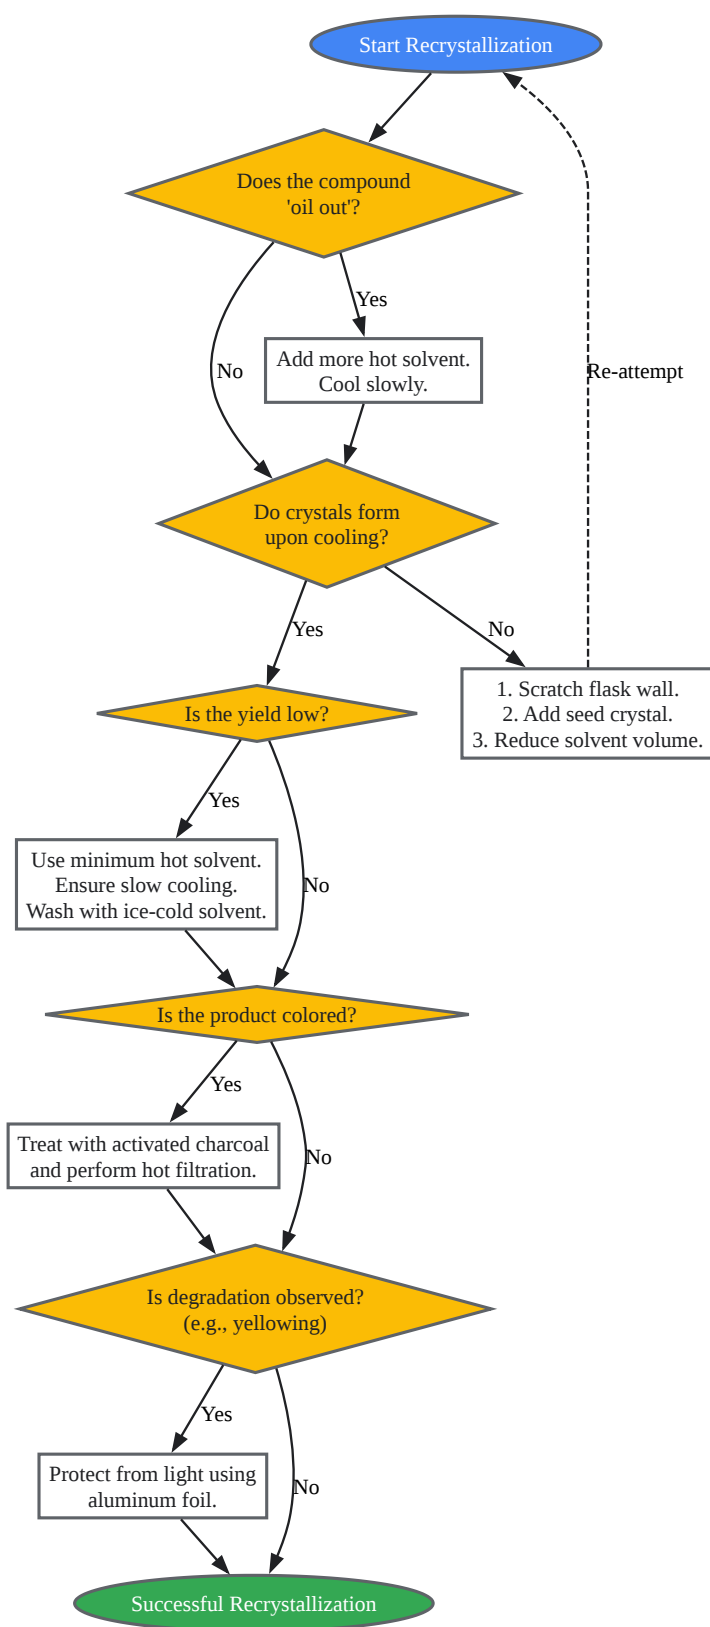 Start Recrystallization
Does the compound
'oil out'?
Yes
No
Add more hot solvent.
Cool slowly.
Re-attempt
Do crystals form
upon cooling?
Yes
No
1. Scratch flask wall.
2. Add seed crystal.
3. Reduce solvent volume.
Is the yield low?
Yes
Use minimum hot solvent.
Ensure slow cooling.
Wash with ice-cold solvent.
No
Is the product colored?
Yes
Treat with activated charcoal
and perform hot filtration.
No
Is degradation observed?
(e.g., yellowing)
Yes
Protect from light using
aluminum foil.
No
Successful Recrystallization